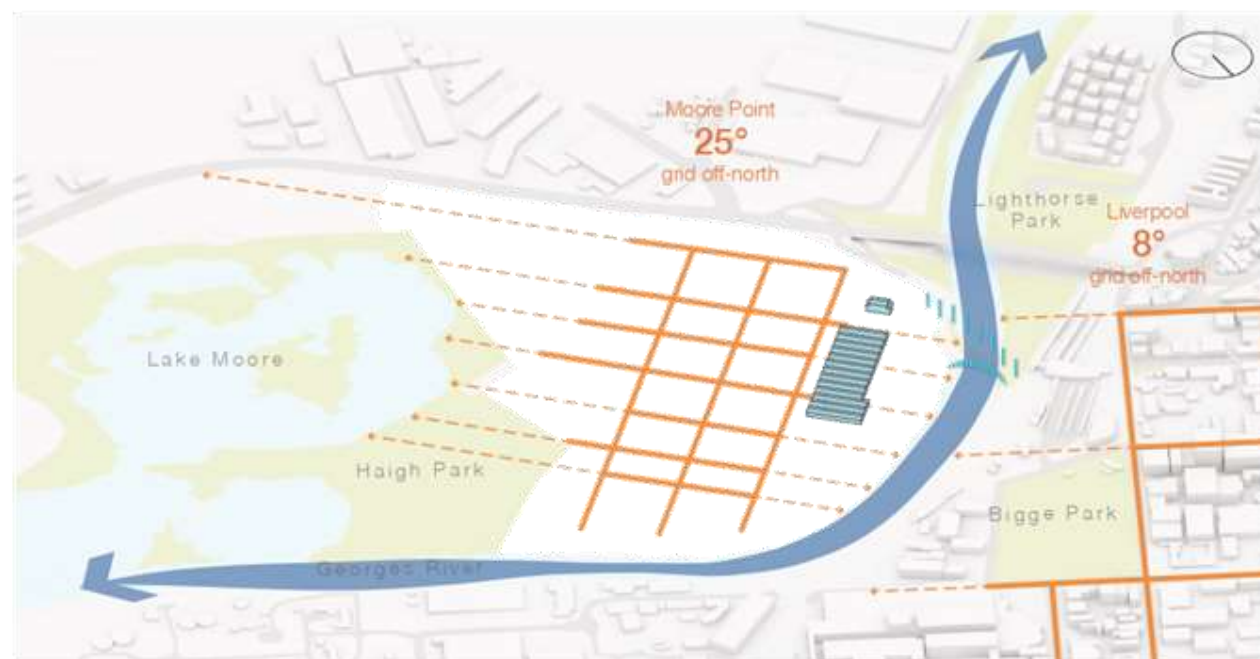 Moore Point
25°
grid off-north
Lighthorse
Park
Liverpool
8°
grid off-north
Lake Moore
Haigh Park
Bigge Park
Georges River